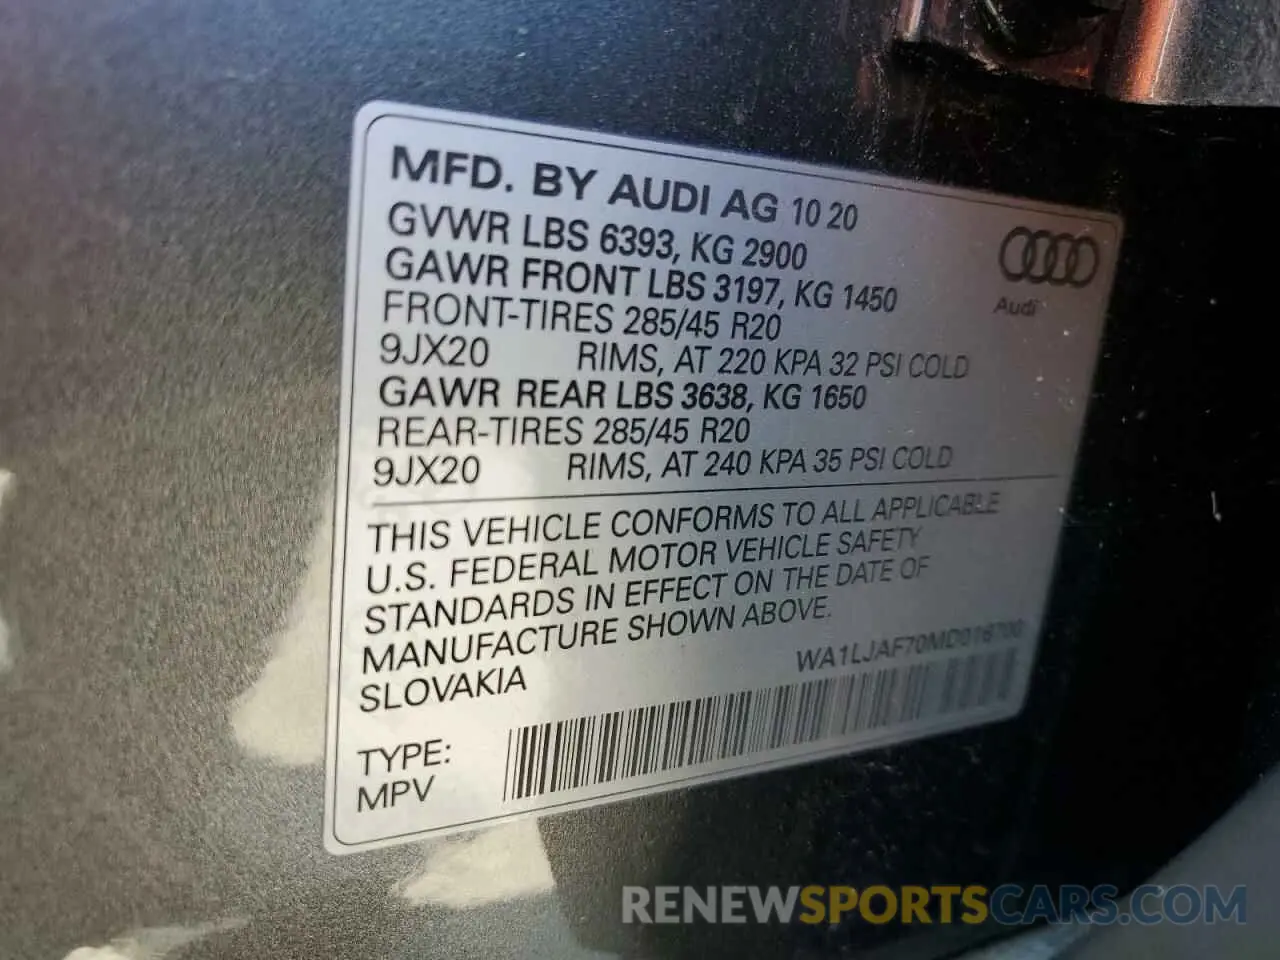 MFD. BY AUDI AG 10 20
GVWR LBS 6393, KG 2900
GAWR FRONT LBS 3197, KG 1450
FRONT-TIRES 285/45 R20
9JX20 RIMS, AT 220 KPA 32 PSI COLD
GAWR REAR LBS 3638, KG 1650
REAR-TIRES 285/45 R20
9JX20 RIMS, AT 240 KPA 35 PSI COLD
Audi
THIS VEHICLE CONFORMS TO ALL APPLICABLE
U.S. FEDERAL MOTOR VEHICLE SAFETY
STANDARDS IN EFFECT ON THE DATE OF
MANUFACTURE SHOWN ABOVE.
SLOVAKIA
WA1LJAF70MD016700
TYPE:
MPV
RENEWSPORTSCARS.COM